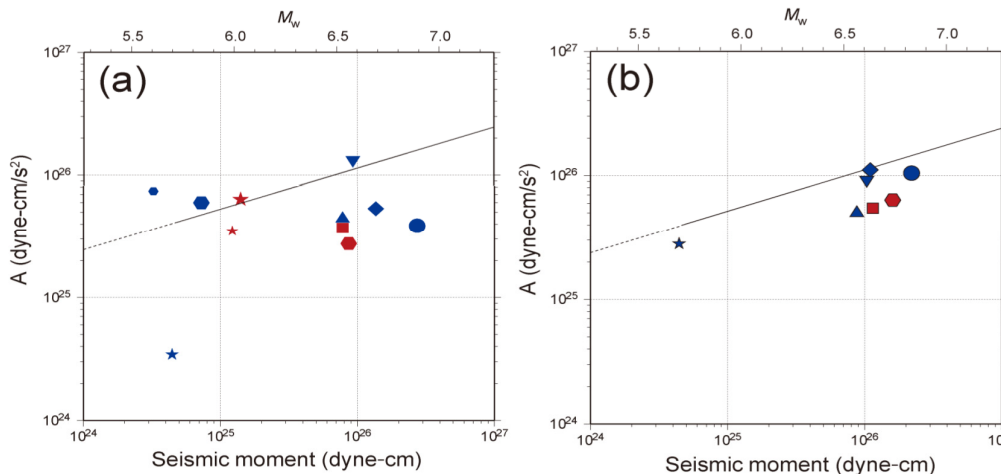 M_w
5.5 6.0 6.5 7.0
10^27
(a)
10^26
A (dyne-cm/s^2)
10^25
10^24
10^24 10^25 10^26 10^27
Seismic moment (dyne-cm)
M_w
5.5 6.0 6.5 7.0
10^27
(b)
10^26
A (dyne-cm/s^2)
10^25
10^24
10^24 10^25 10^26
Seismic moment (dyne-cm)